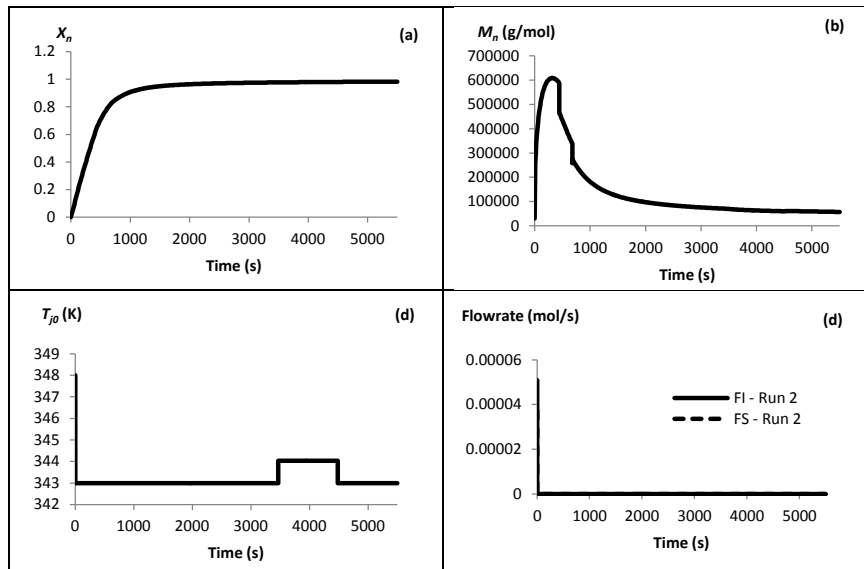 Xn (a)
1.2
1
0.8
0.6
0.4
0.2
0
0 1000 2000 3000 4000 5000
Time (s)
Mn (g/mol) (b)
700000
600000
500000
400000
300000
200000
100000
0
0 1000 2000 3000 4000 5000
Time (s)
Tj0 (K) (d)
349
348
347
346
345
344
343
342
0 1000 2000 3000 4000 5000
Time (s)
Flowrate (mol/s) (d)
0.00006
0.00004
0.00002
0
FI - Run 2
FS - Run 2
0 1000 2000 3000 4000 5000
Time (s)